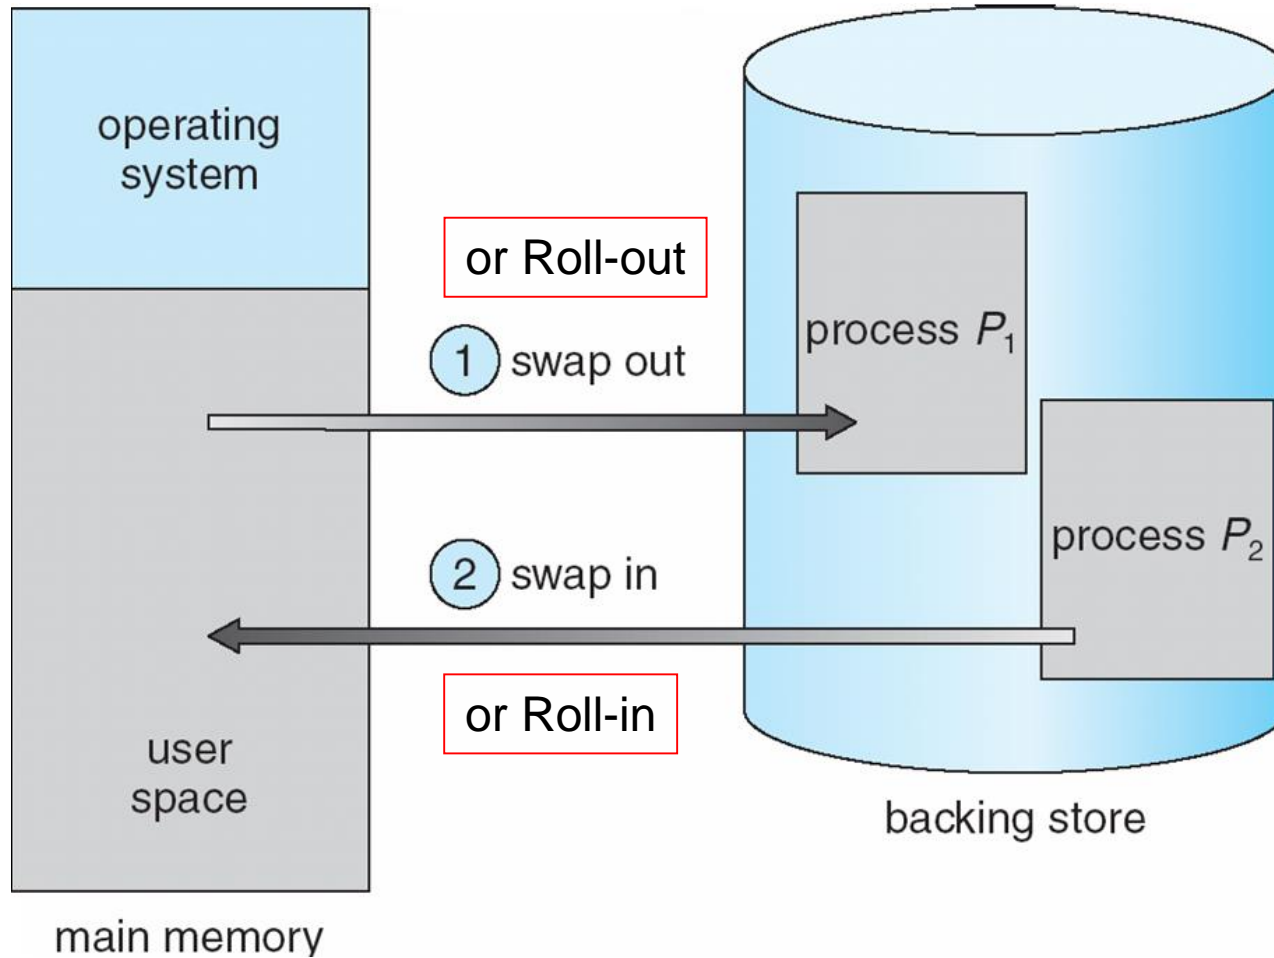 operating
system
or Roll-out
1 swap out
process P₁
process P₂
2 swap in
or Roll-in
user
space
backing store
main memory